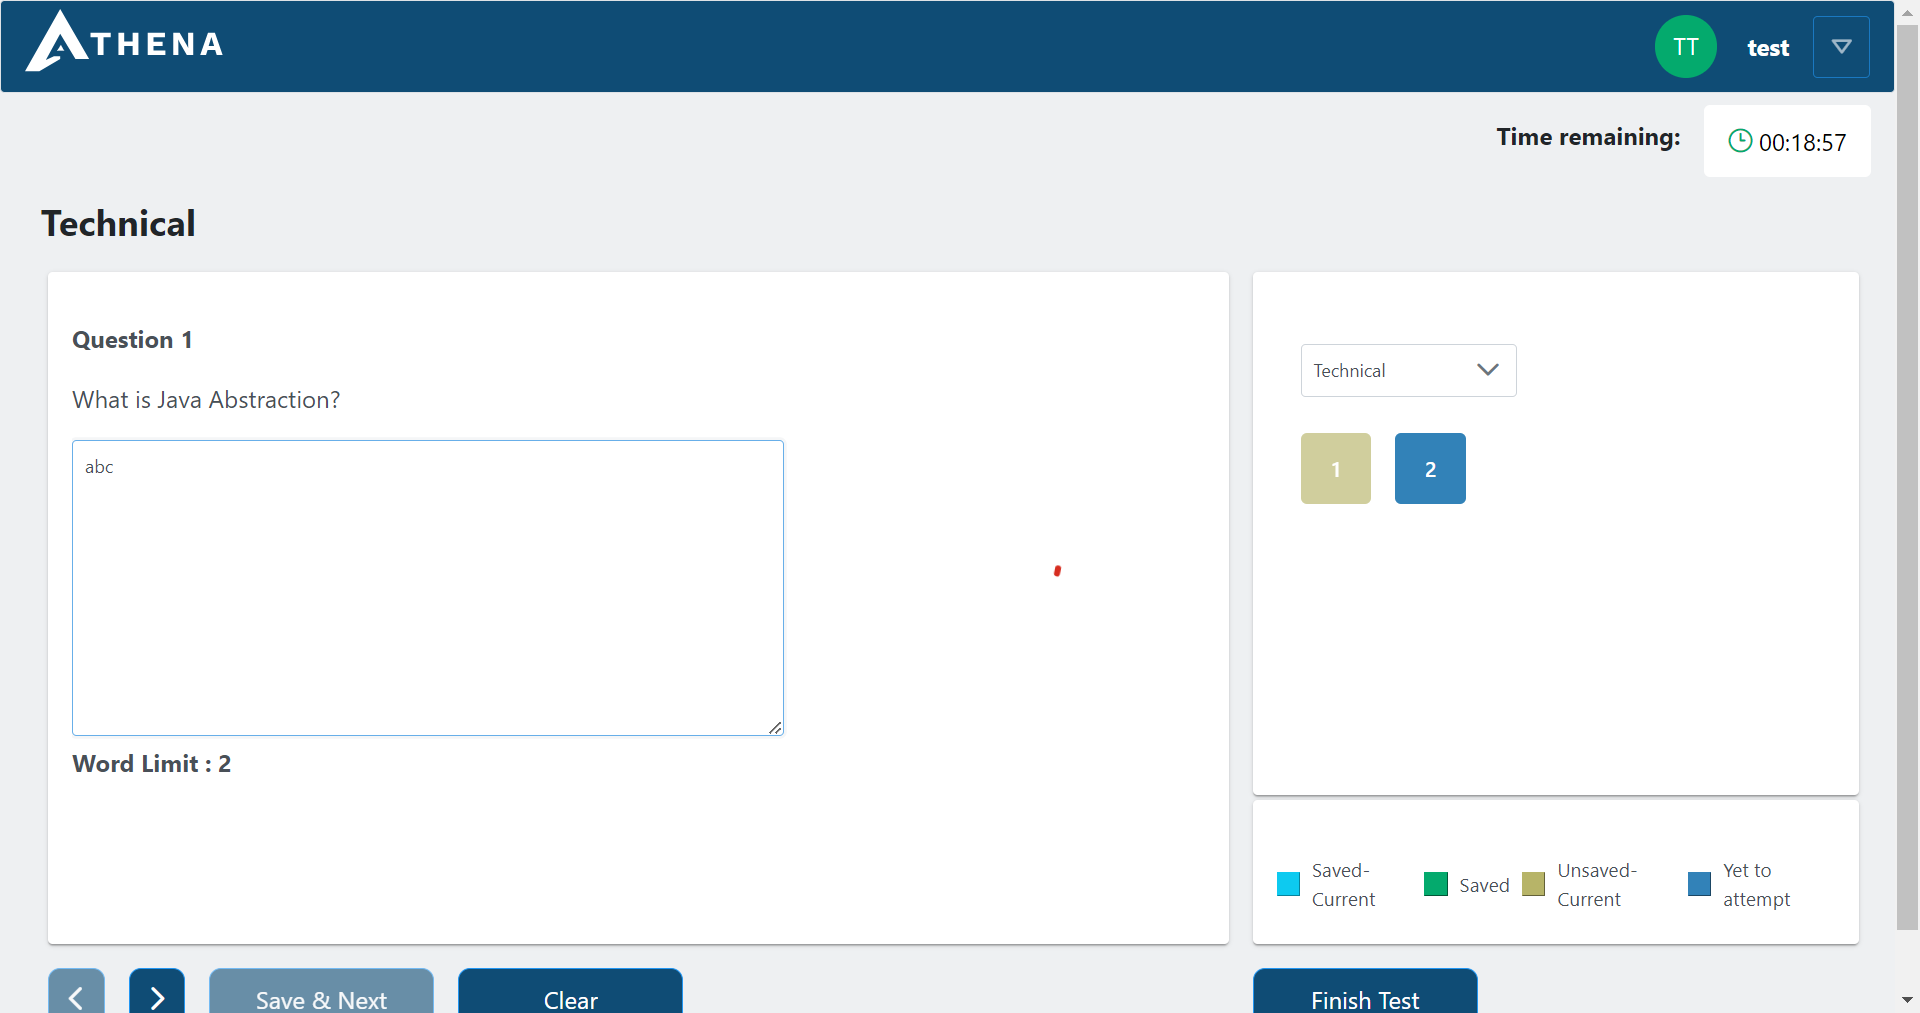 ATHENA
TT
test
Time remaining:
00:18:57
Technical
Question 1
What is Java Abstraction?
abc
Word Limit : 2
Technical
1
2
Saved-
Current
Saved
Unsaved-
Current
Yet to
attempt
Save & Next
Clear
Finish Test